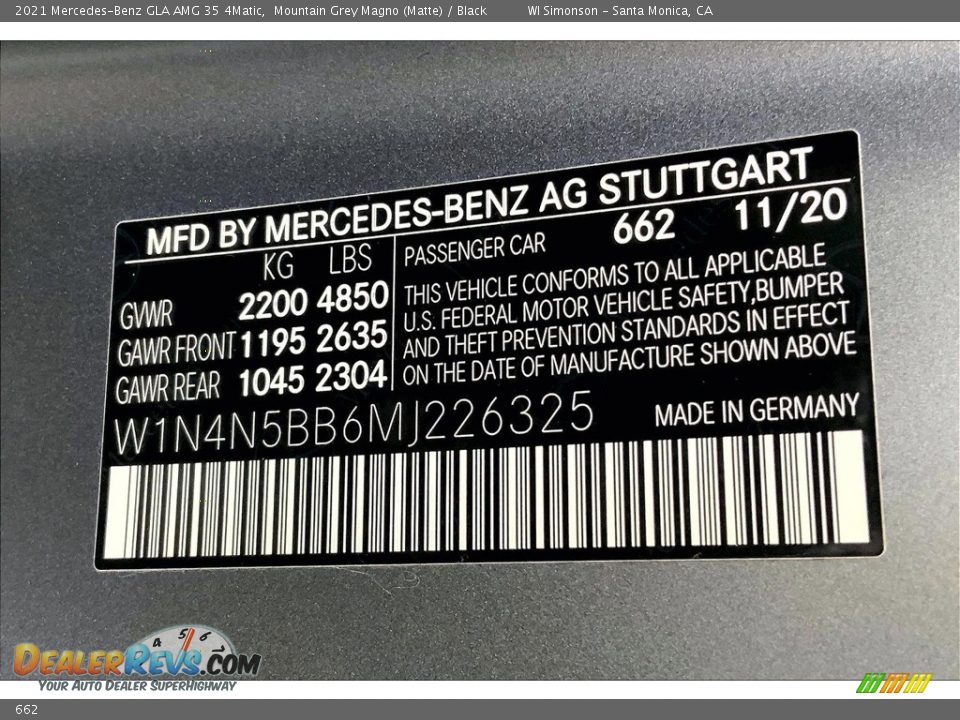 2021 Mercedes-Benz GLA AMG 35 4Matic, Mountain Grey Magno (Matte) / Black WI Simonson - Santa Monica, CA
MFD BY MERCEDES-BENZ AG STUTTGART
KG LBS
GVWR 2200 4850
GAWR FRONT 1195 2635
GAWR REAR 1045 2304
PASSENGER CAR 662 11/20
THIS VEHICLE CONFORMS TO ALL APPLICABLE
U.S. FEDERAL MOTOR VEHICLE SAFETY,BUMPER
AND THEFT PREVENTION STANDARDS IN EFFECT
ON THE DATE OF MANUFACTURE SHOWN ABOVE
W1N4N5BB6MJ226325 MADE IN GERMANY
4 5 6 7
DEALERREVS.COM
YOUR AUTO DEALER SUPERHIGHWAY
662